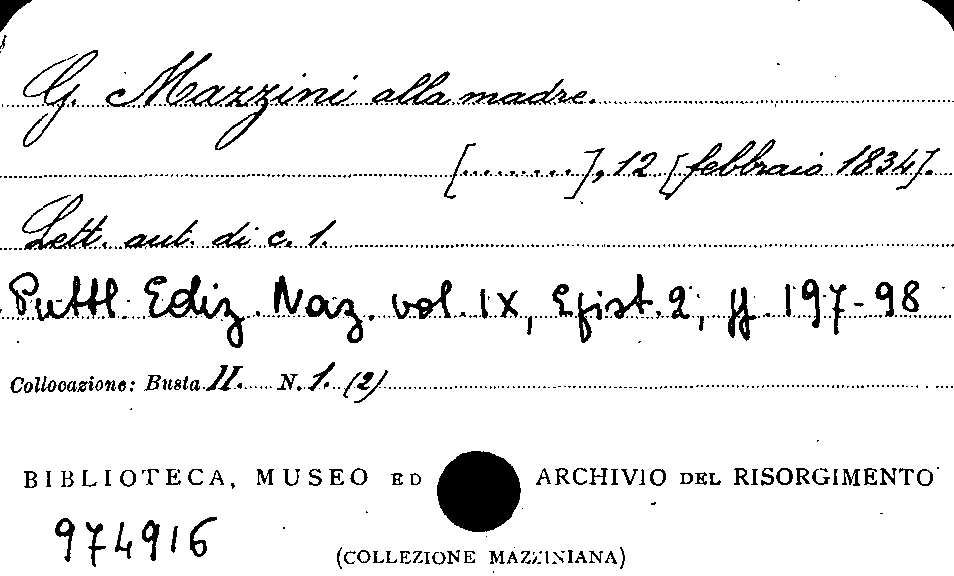 G. Mazzini alla madre.
[.........], 12 [febbraio 1834].
Lett. aut. di c. 1.
Pubbl. Ediz. Naz. vol. IX, Epist. 2, pp. 197-98
Collocazione: Busta II. N. 1. (2)
BIBLIOTECA, MUSEO ED ARCHIVIO DEL RISORGIMENTO
974916
(COLLEZIONE MAZZINIANA)